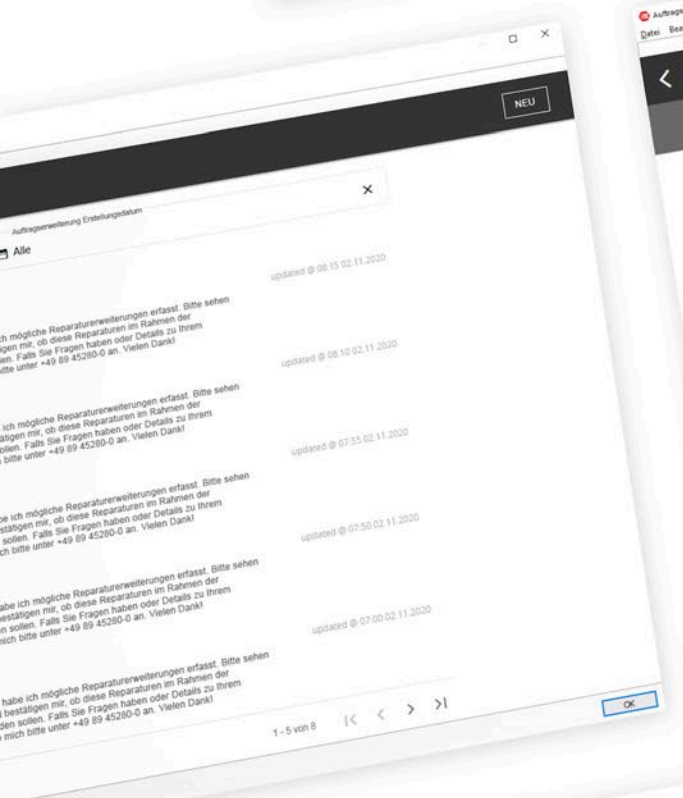 NEU
Auftragserweiterung Erstellungsdatum
Alle
updated @ 08:15 02.11.2020
ich mögliche Reparaturerweiterungen erfasst. Bitte sehen
mir, ob diese Reparaturen im Rahmen der
Falls Sie Fragen haben oder Details zu Ihrem
unter +49 89 45280-0 an. Vielen Dank!
updated @ 08:10 02.11.2020
ich mögliche Reparaturerweiterungen erfasst. Bitte sehen
mir, ob diese Reparaturen im Rahmen der
Falls Sie Fragen haben oder Details zu Ihrem
bitte unter +49 89 45280-0 an. Vielen Dank!
updated @ 07:55 02.11.2020
ich mögliche Reparaturerweiterungen erfasst. Bitte sehen
mir, ob diese Reparaturen im Rahmen der
sollen. Falls Sie Fragen haben oder Details zu Ihrem
bitte unter +49 89 45280-0 an. Vielen Dank!
updated @ 07:50 02.11.2020
habe ich mögliche Reparaturerweiterungen erfasst. Bitte sehen
bestätigen mir, ob diese Reparaturen im Rahmen der
sollen. Falls Sie Fragen haben oder Details zu Ihrem
mich bitte unter +49 89 45280-0 an. Vielen Dank!
updated @ 07:00 02.11.2020
habe ich mögliche Reparaturerweiterungen erfasst. Bitte sehen
bestätigen mir, ob diese Reparaturen im Rahmen der
sollen. Falls Sie Fragen haben oder Details zu Ihrem
mich bitte unter +49 89 45280-0 an. Vielen Dank!
1 - 5 von 8
OK
Datei